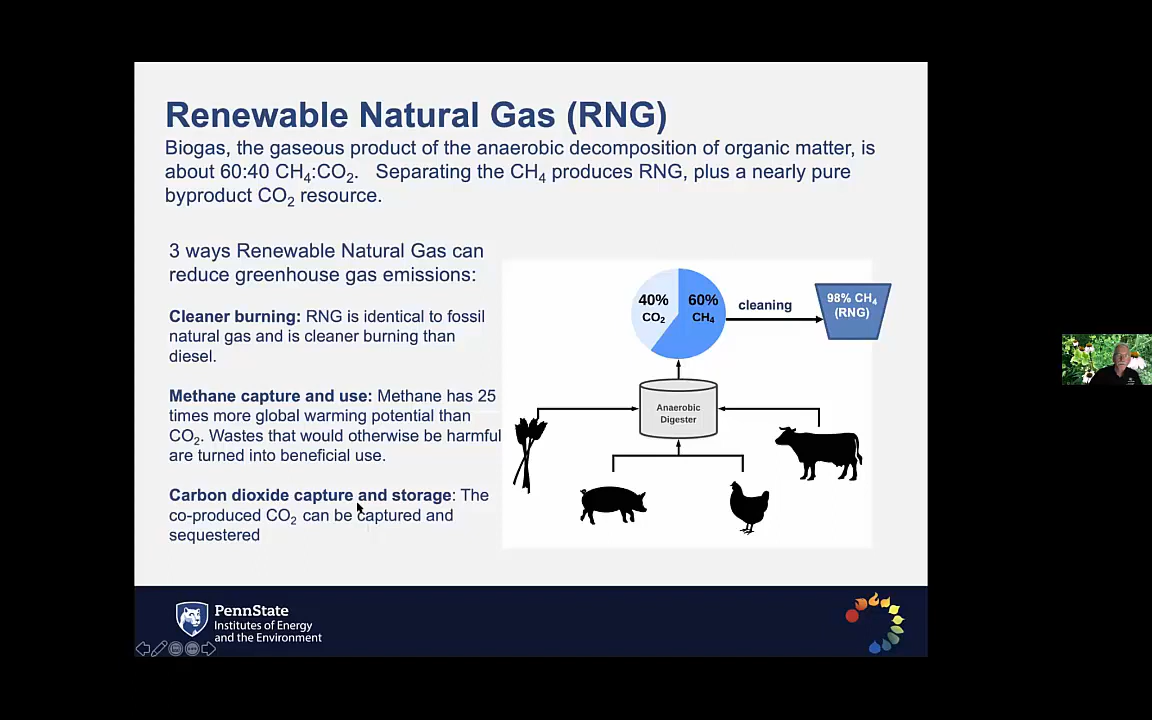 Renewable Natural Gas (RNG)
Biogas, the gaseous product of the anaerobic decomposition of organic matter, is
about 60:40 CH₄:CO₂. Separating the CH₄ produces RNG, plus a nearly pure
byproduct CO₂ resource.
3 ways Renewable Natural Gas can
reduce greenhouse gas emissions:
Cleaner burning: RNG is identical to fossil
natural gas and is cleaner burning than
diesel.
Methane capture and use: Methane has 25
times more global warming potential than
CO₂. Wastes that would otherwise be harmful
are turned into beneficial use.
Carbon dioxide capture and storage: The
co-produced CO₂ can be captured and
sequestered
40%
CO₂
60%
CH₄
cleaning
98% CH₄
(RNG)
Anaerobic
Digester
PennState
Institutes of Energy
and the Environment